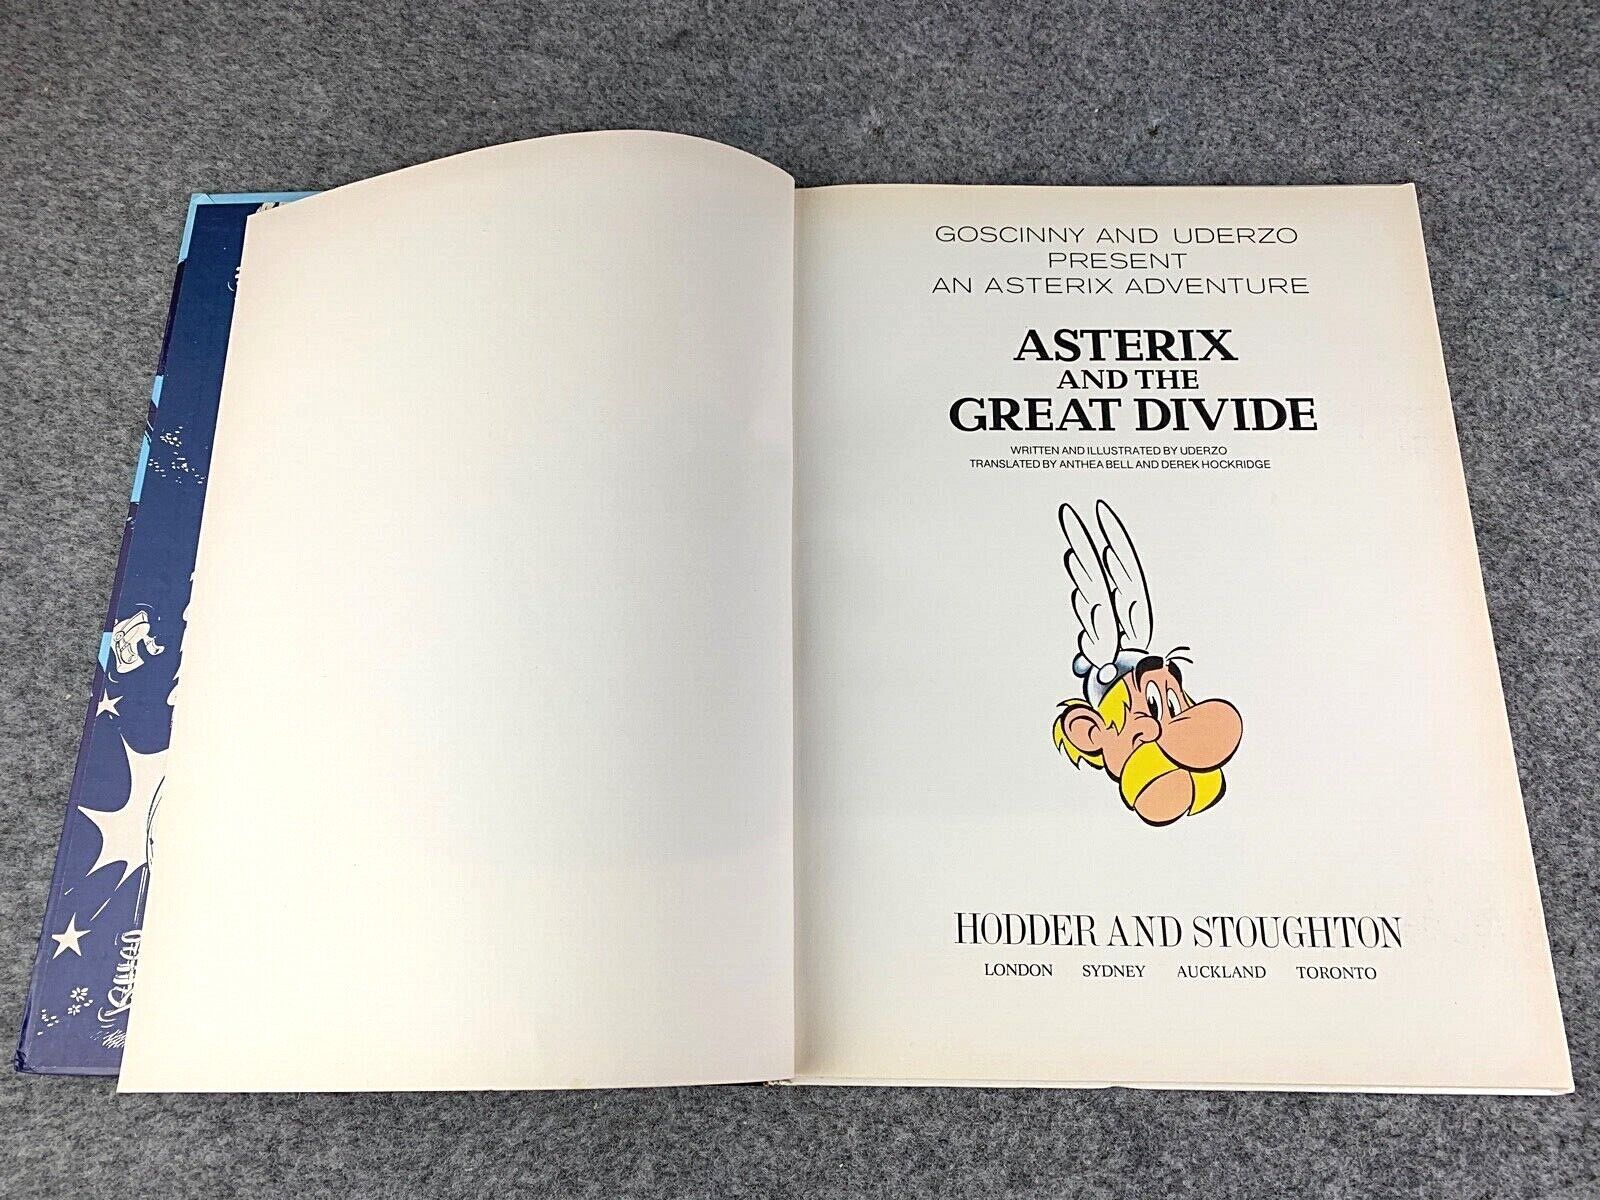 GOSCINNY AND UDERZO
PRESENT
AN ASTERIX ADVENTURE
ASTERIX
AND THE
GREAT DIVIDE
WRITTEN AND ILLUSTRATED BY UDERZO
TRANSLATED BY ANTHEA BELL AND DEREK HOCKRIDGE
HODDER AND STOUGHTON
LONDON SYDNEY AUCKLAND TORONTO